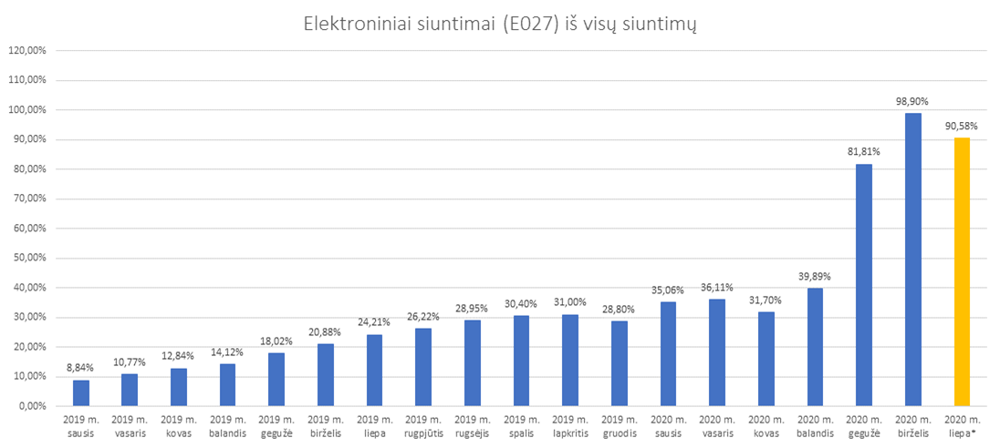 Elektroniniai siuntimai (E027) iš visų siuntimų
120,00%
110,00%
100,00%
90,00%
80,00%
70,00%
60,00%
50,00%
40,00%
30,00%
20,00%
10,00%
0,00%
8,84%
10,77%
12,84%
14,12%
18,02%
20,88%
24,21%
26,22%
28,95%
30,40%
31,00%
28,80%
35,06%
36,11%
31,70%
39,89%
81,81%
98,90%
90,58%
2019 m.
sausis
2019 m.
vasaris
2019 m.
kovas
2019 m.
balandis
2019 m.
gegužė
2019 m.
birželis
2019 m.
liepa
2019 m.
rugpjūtis
2019 m.
rugsėjis
2019 m.
spalis
2019 m.
lapkritis
2019 m.
gruodis
2020 m.
sausis
2020 m.
vasaris
2020 m.
kovas
2020 m.
balandis
2020 m.
gegužė
2020 m.
birželis
2020 m.
liepa*